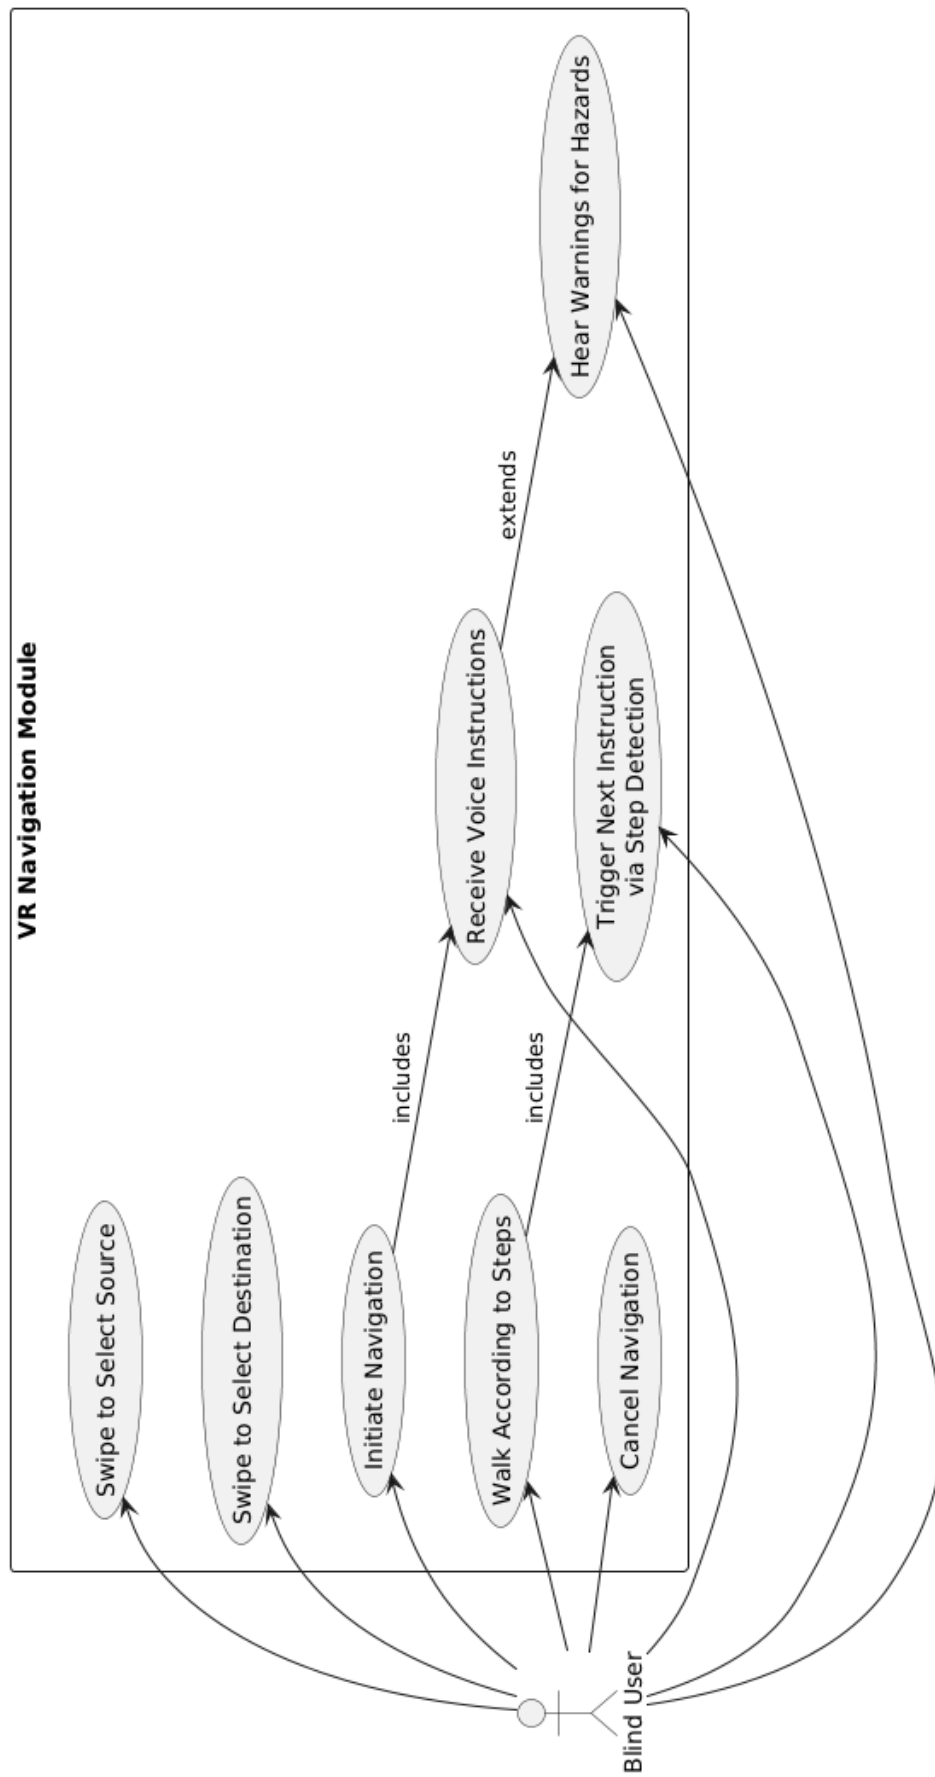 VR Navigation Module
Swipe to Select Source
Swipe to Select Destination
Initiate Navigation
includes
Receive Voice Instructions
extends
Hear Warnings for Hazards
Walk According to Steps
includes
Trigger Next Instruction
via Step Detection
Cancel Navigation
Blind User